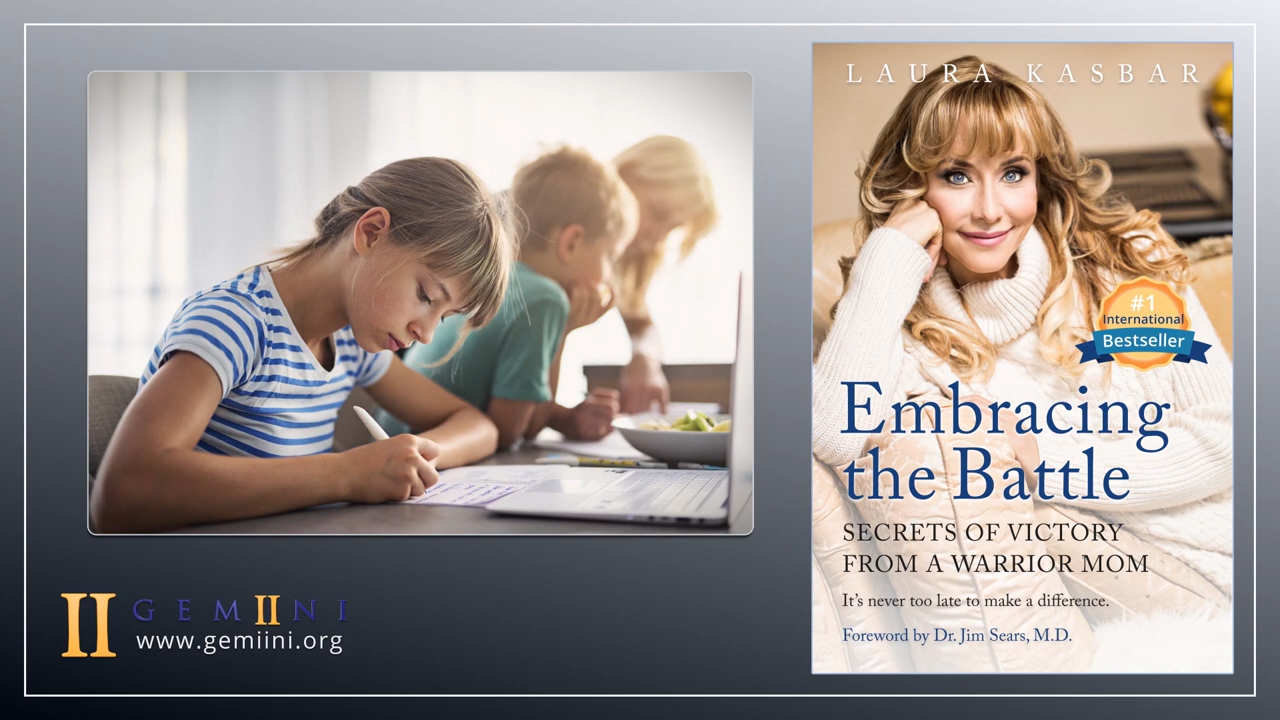 LAURA KASBAR
#1
International
Bestseller
Embracing
the Battle
SECRETS OF VICTORY
FROM A WARRIOR MOM
It's never too late to make a difference.
Foreword by Dr. Jim Sears, M.D.
II GEMIINI
www.gemiini.org